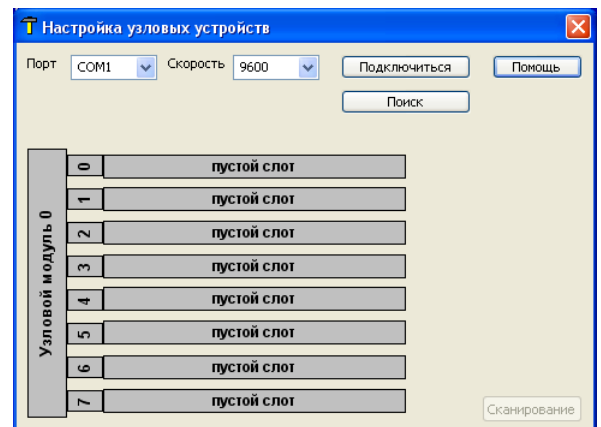 Настройка узловых устройств
Порт COM1 Скорость 9600 Подключиться Помощь
Поиск
Узловой модуль 0
0 пустой слот
1 пустой слот
2 пустой слот
3 пустой слот
4 пустой слот
5 пустой слот
6 пустой слот
7 пустой слот
Сканирование